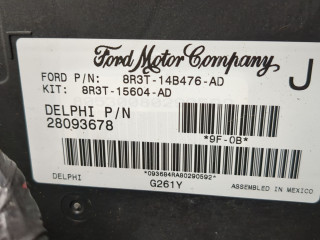 Ford Motor Company
FORD P/N: 8R3T-14B476-AD J
KIT: 8R3T-15604-AD
DELPHI P/N
28093678
*9F-0B*
*093684RA80290592*
DELPHI G261Y ASSEMBLED IN MEXICO